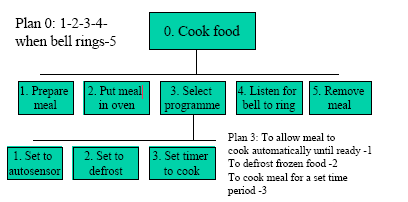 Plan 0: 1-2-3-4-
when bell rings-5
0. Cook food
1. Prepare
meal
2. Put meal
in oven
3. Select
programme
4. Listen for
bell to ring
5. Remove
meal
Plan 3: To allow meal to
cook automatically until ready -1
To defrost frozen food -2
To cook meal for a set time
period -3
1. Set to
autosensor
2. Set to
defrost
3. Set timer
to cook